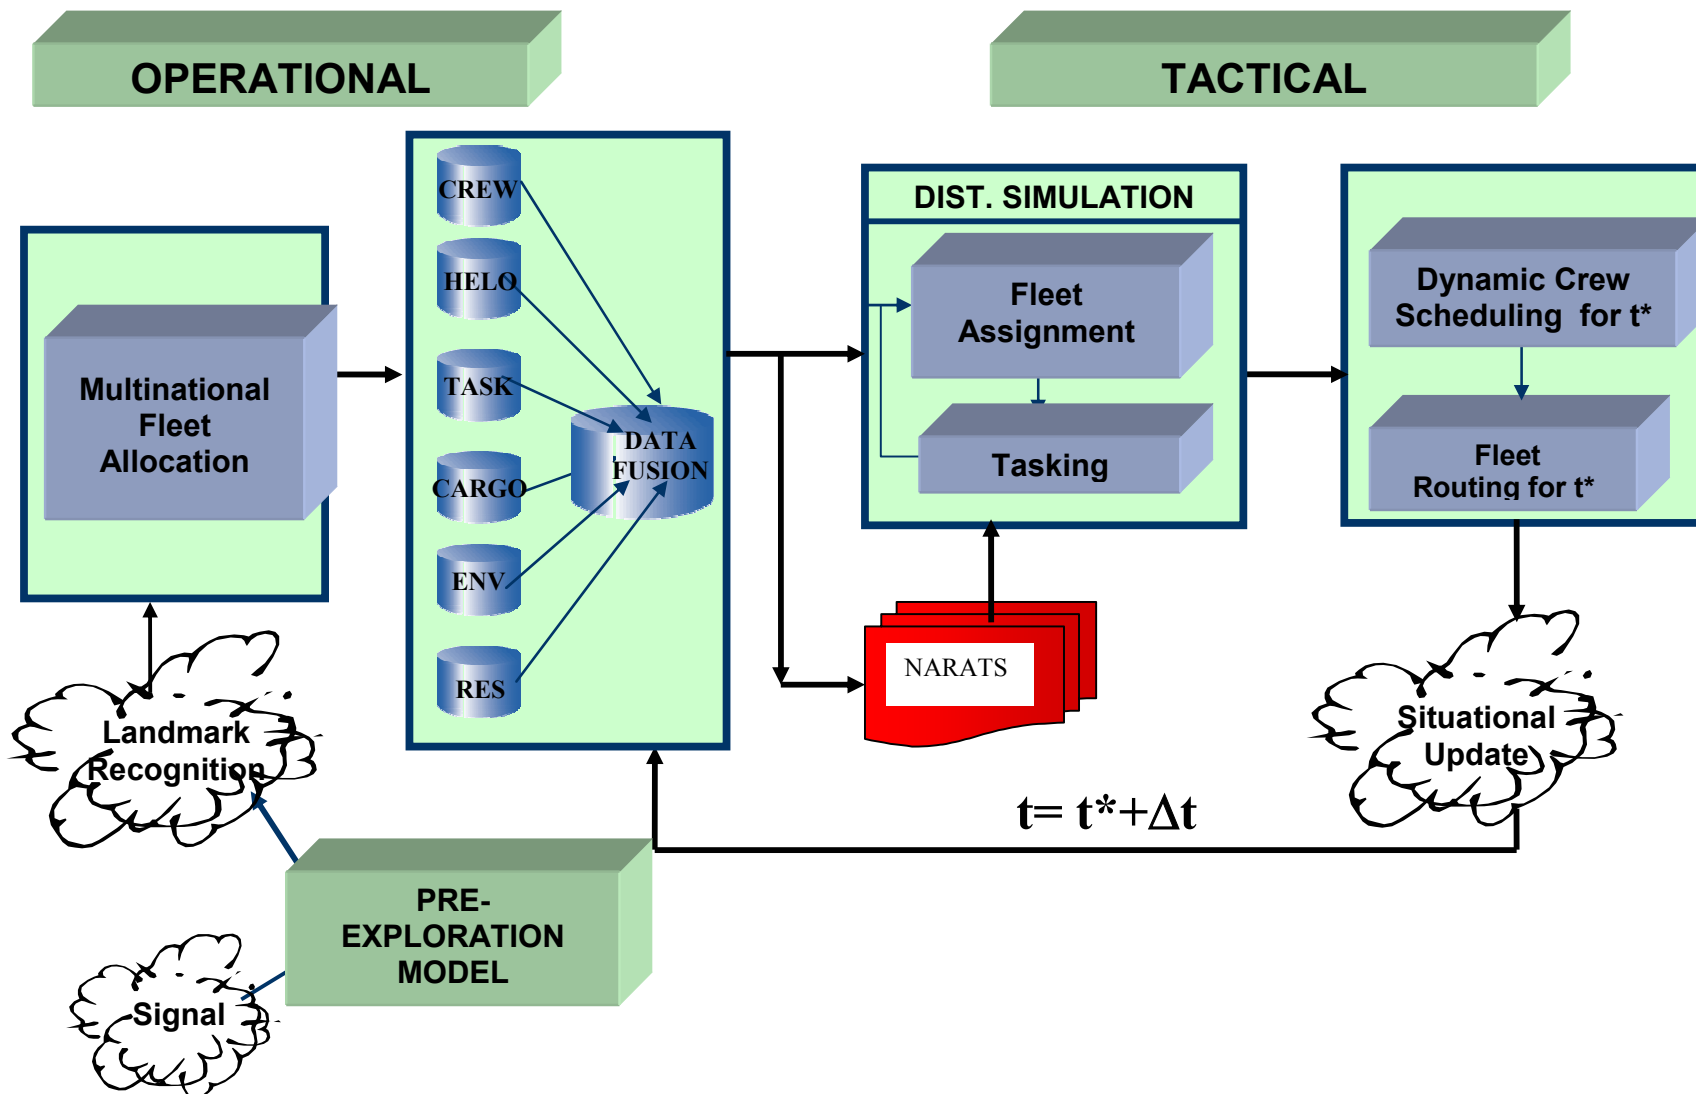 OPERATIONAL
TACTICAL
CREW
HELO
TASK
CARGO
ENV
RES
DATA
FUSION
Multinational
Fleet
Allocation
DIST. SIMULATION
Fleet
Assignment
Tasking
Dynamic Crew
Scheduling for t*
Fleet
Routing for t*
NARATS
Landmark
Recognition
Situational
Update
t= t*+Δt
PRE-
EXPLORATION
MODEL
Signal